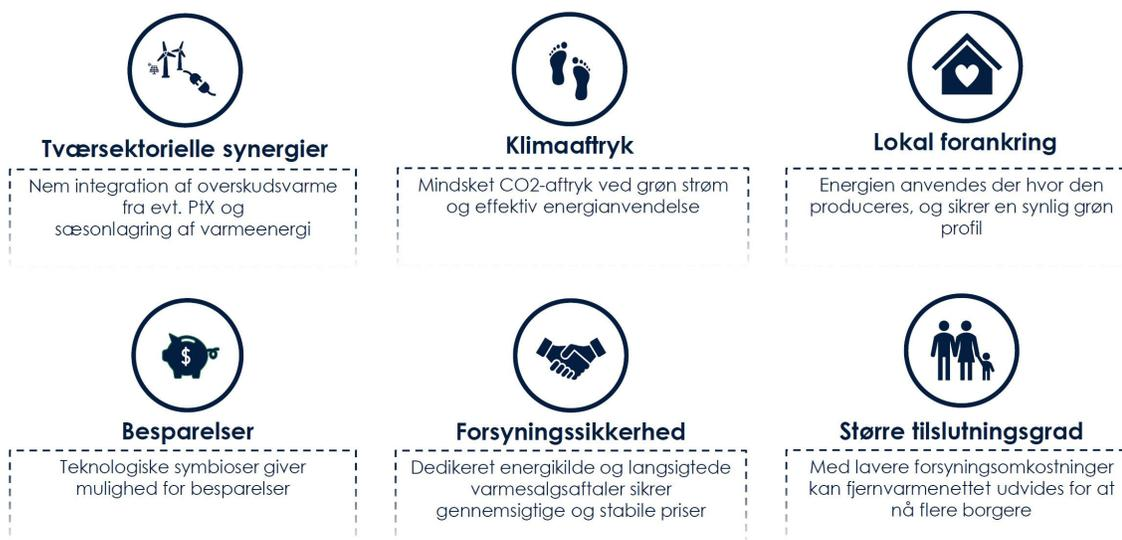 Tværsektorielle synergier
Nem integration af overskudsvarme
fra evt. PtX og
sæsonlagring af varmeenergi
Klimaaftryk
Mindsket CO2-aftryk ved grøn strøm
og effektiv energianvendelse
Lokal forankring
Energien anvendes der hvor den
produceres, og sikrer en synlig grøn
profil
$
Besparelser
Teknologiske symbioser giver
mulighed for besparelser
Forsyningssikkerhed
Dedikeret energikilde og langsigtede
varmesalgsaftaler sikrer
gennemsigtige og stabile priser
Større tilslutningsgrad
Med lavere forsyningsomkostninger
kan fjernvarmenettet udvides for at
nå flere borgere